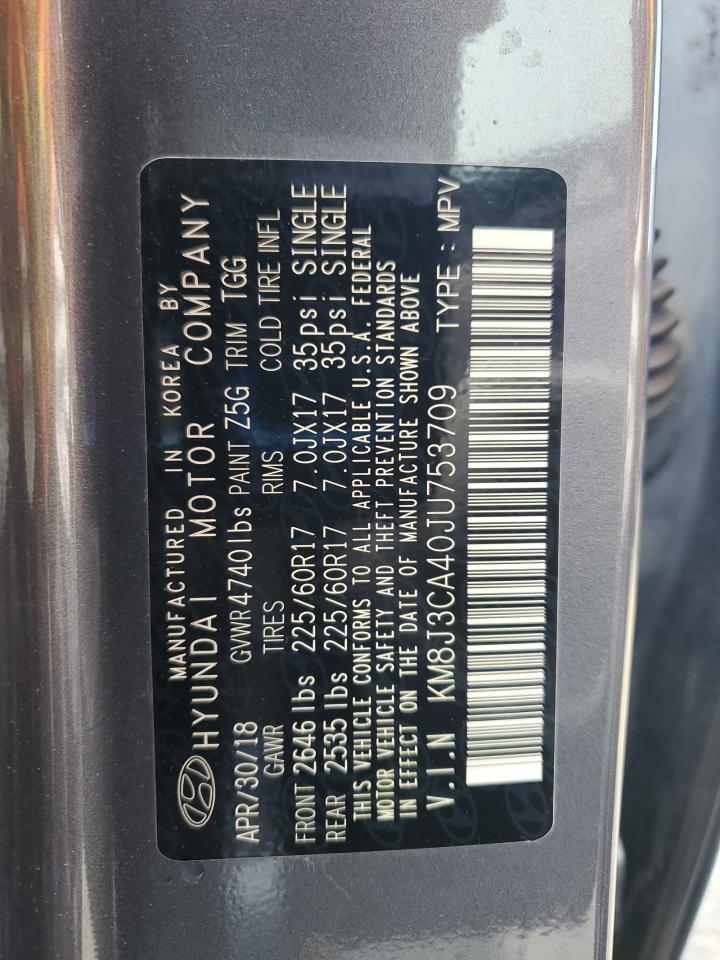 MANUFACTURED IN KOREA BY
HYUNDAI MOTOR COMPANY
APR/30/18 GVWR 4740lbs PAINT Z5G TRIM TGG
GAWR TIRES RIMS COLD TIRE INFL
FRONT 2646 lbs 225/60R17 7.0JX17 35psi SINGLE
REAR 2535 lbs 225/60R17 7.0JX17 35psi SINGLE
THIS VEHICLE CONFORMS TO ALL APPLICABLE U.S.A. FEDERAL
MOTOR VEHICLE SAFETY AND THEFT PREVENTION STANDARDS
IN EFFECT ON THE DATE OF MANUFACTURE SHOWN ABOVE
V.I.N KM8J3CA40JU753709 TYPE : MPV